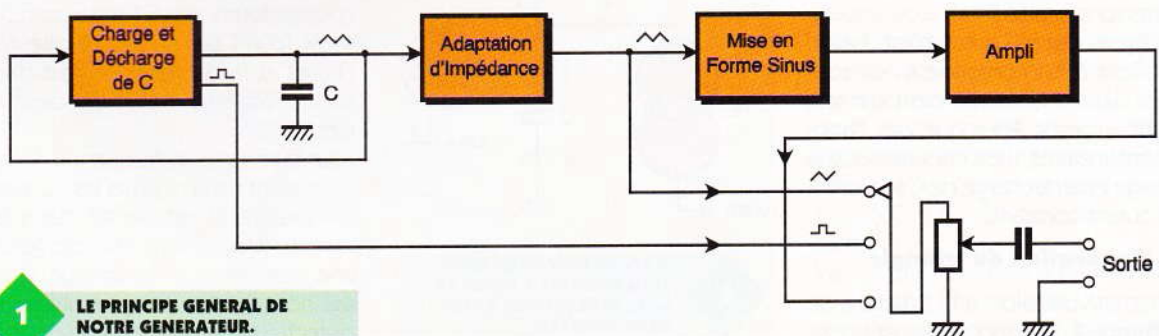 Charge et
Décharge
de C
C
Adaptation
d'Impédance
Mise en
Forme Sinus
Ampli
Sortie
1
LE PRINCIPE GENERAL DE
NOTRE GENERATEUR.